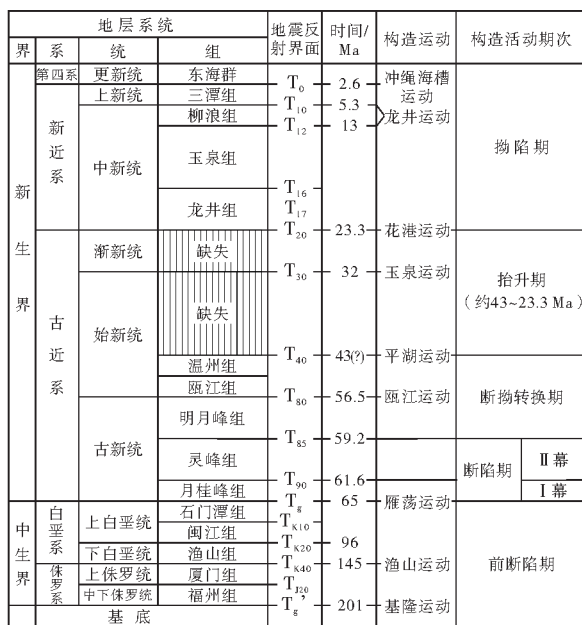 地层系统 地震反射界面 时间/Ma 构造运动 构造活动期次
界 系 统 组
第四系 更新统 东海群
T₀ 2.6 冲绳海槽运动
上新统 三潭组
T₁₀ 5.3
柳浪组 龙井运动
T₁₂ 13
新生界 新近系 中新统 玉泉组 拗陷期
T₁₆
龙井组 T₁₇
T₂₀ 23.3 花港运动
渐新统 缺失
T₃₀ 32 玉泉运动
抬升期
(约43~23.3 Ma)
古近系 始新统 缺失
T₄₀ 43(?) 平湖运动
温州组
瓯江组 断拗转换期
T₈₀ 56.5 瓯江运动
明月峰组
T₈₅ 59.2
古新统 灵峰组 断陷期 Ⅱ幕
T₉₀ 61.6
月桂峰组 Ⅰ幕
Tg 65 雁荡运动
中生界 白垩系 上白垩统 石门潭组
TK10
闽江组
TK20 96
下白垩统 渔山组 前断陷期
TK40 145 渔山运动
侏罗系 上侏罗统 厦门组
TJ20
中下侏罗统 福州组
Tg' 201 基隆运动
基底